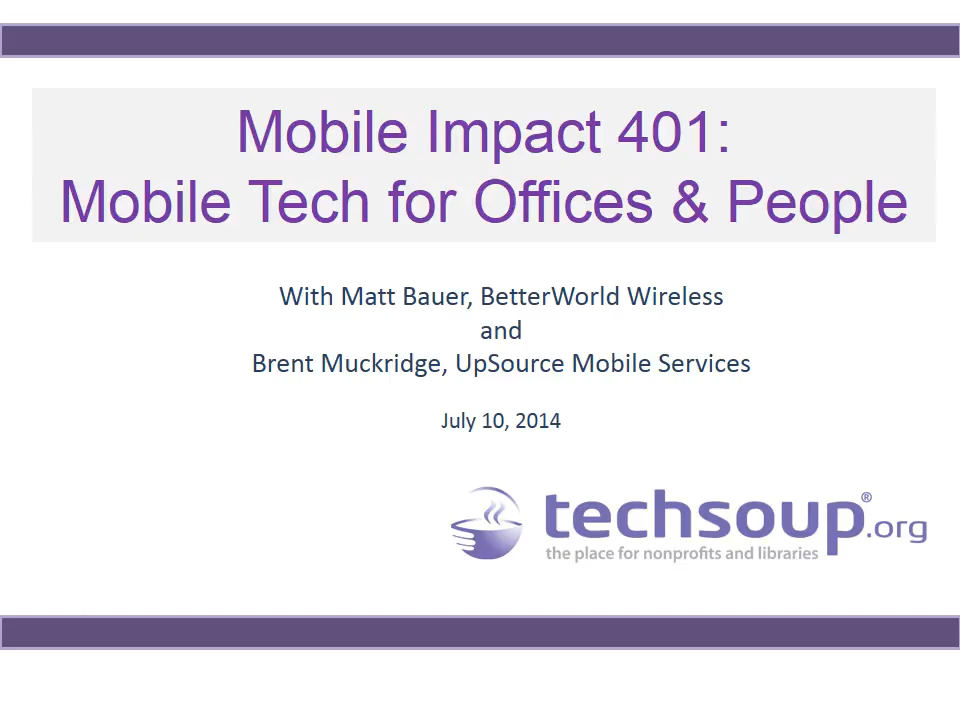 Mobile Impact 401:
Mobile Tech for Offices & People
With Matt Bauer, BetterWorld Wireless
and
Brent Muckridge, UpSource Mobile Services
July 10, 2014
techsoup®.org
the place for nonprofits and libraries